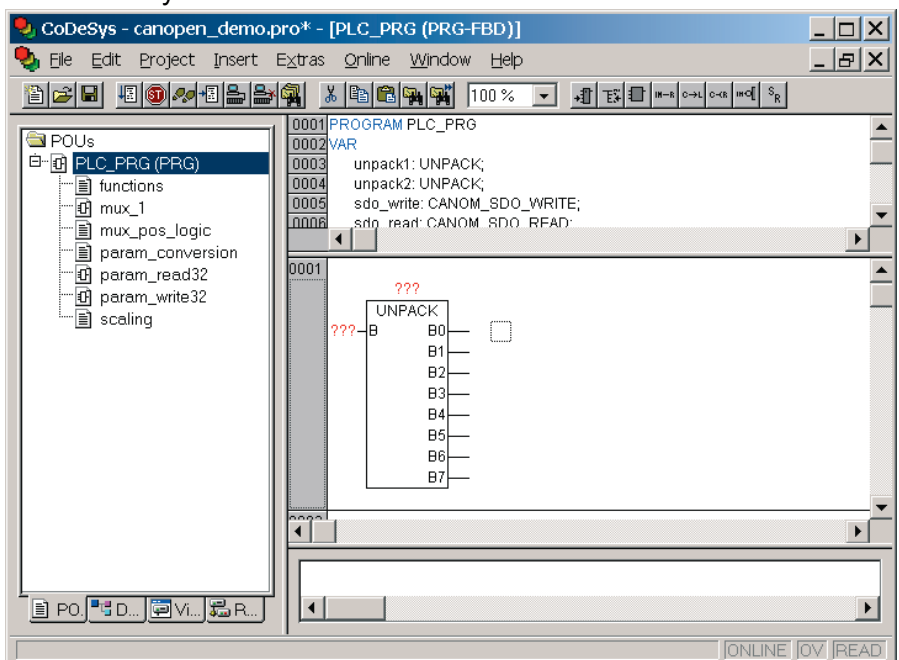 CoDeSys - canopen_demo.pro* - [PLC_PRG (PRG-FBD)]
File Edit Project Insert Extras Online Window Help
100 %
POUs
PLC_PRG (PRG)
functions
mux_1
mux_pos_logic
param_conversion
param_read32
param_write32
scaling
PO.. D... Vi... R...
0001 PROGRAM PLC_PRG
0002 VAR
0003 unpack1: UNPACK;
0004 unpack2: UNPACK;
0005 sdo_write: CANOM_SDO_WRITE;
0006 sdo_read: CANOM_SDO_READ;
0001
???
UNPACK
??? B B0
B1
B2
B3
B4
B5
B6
B7
0002
ONLINE OV READ